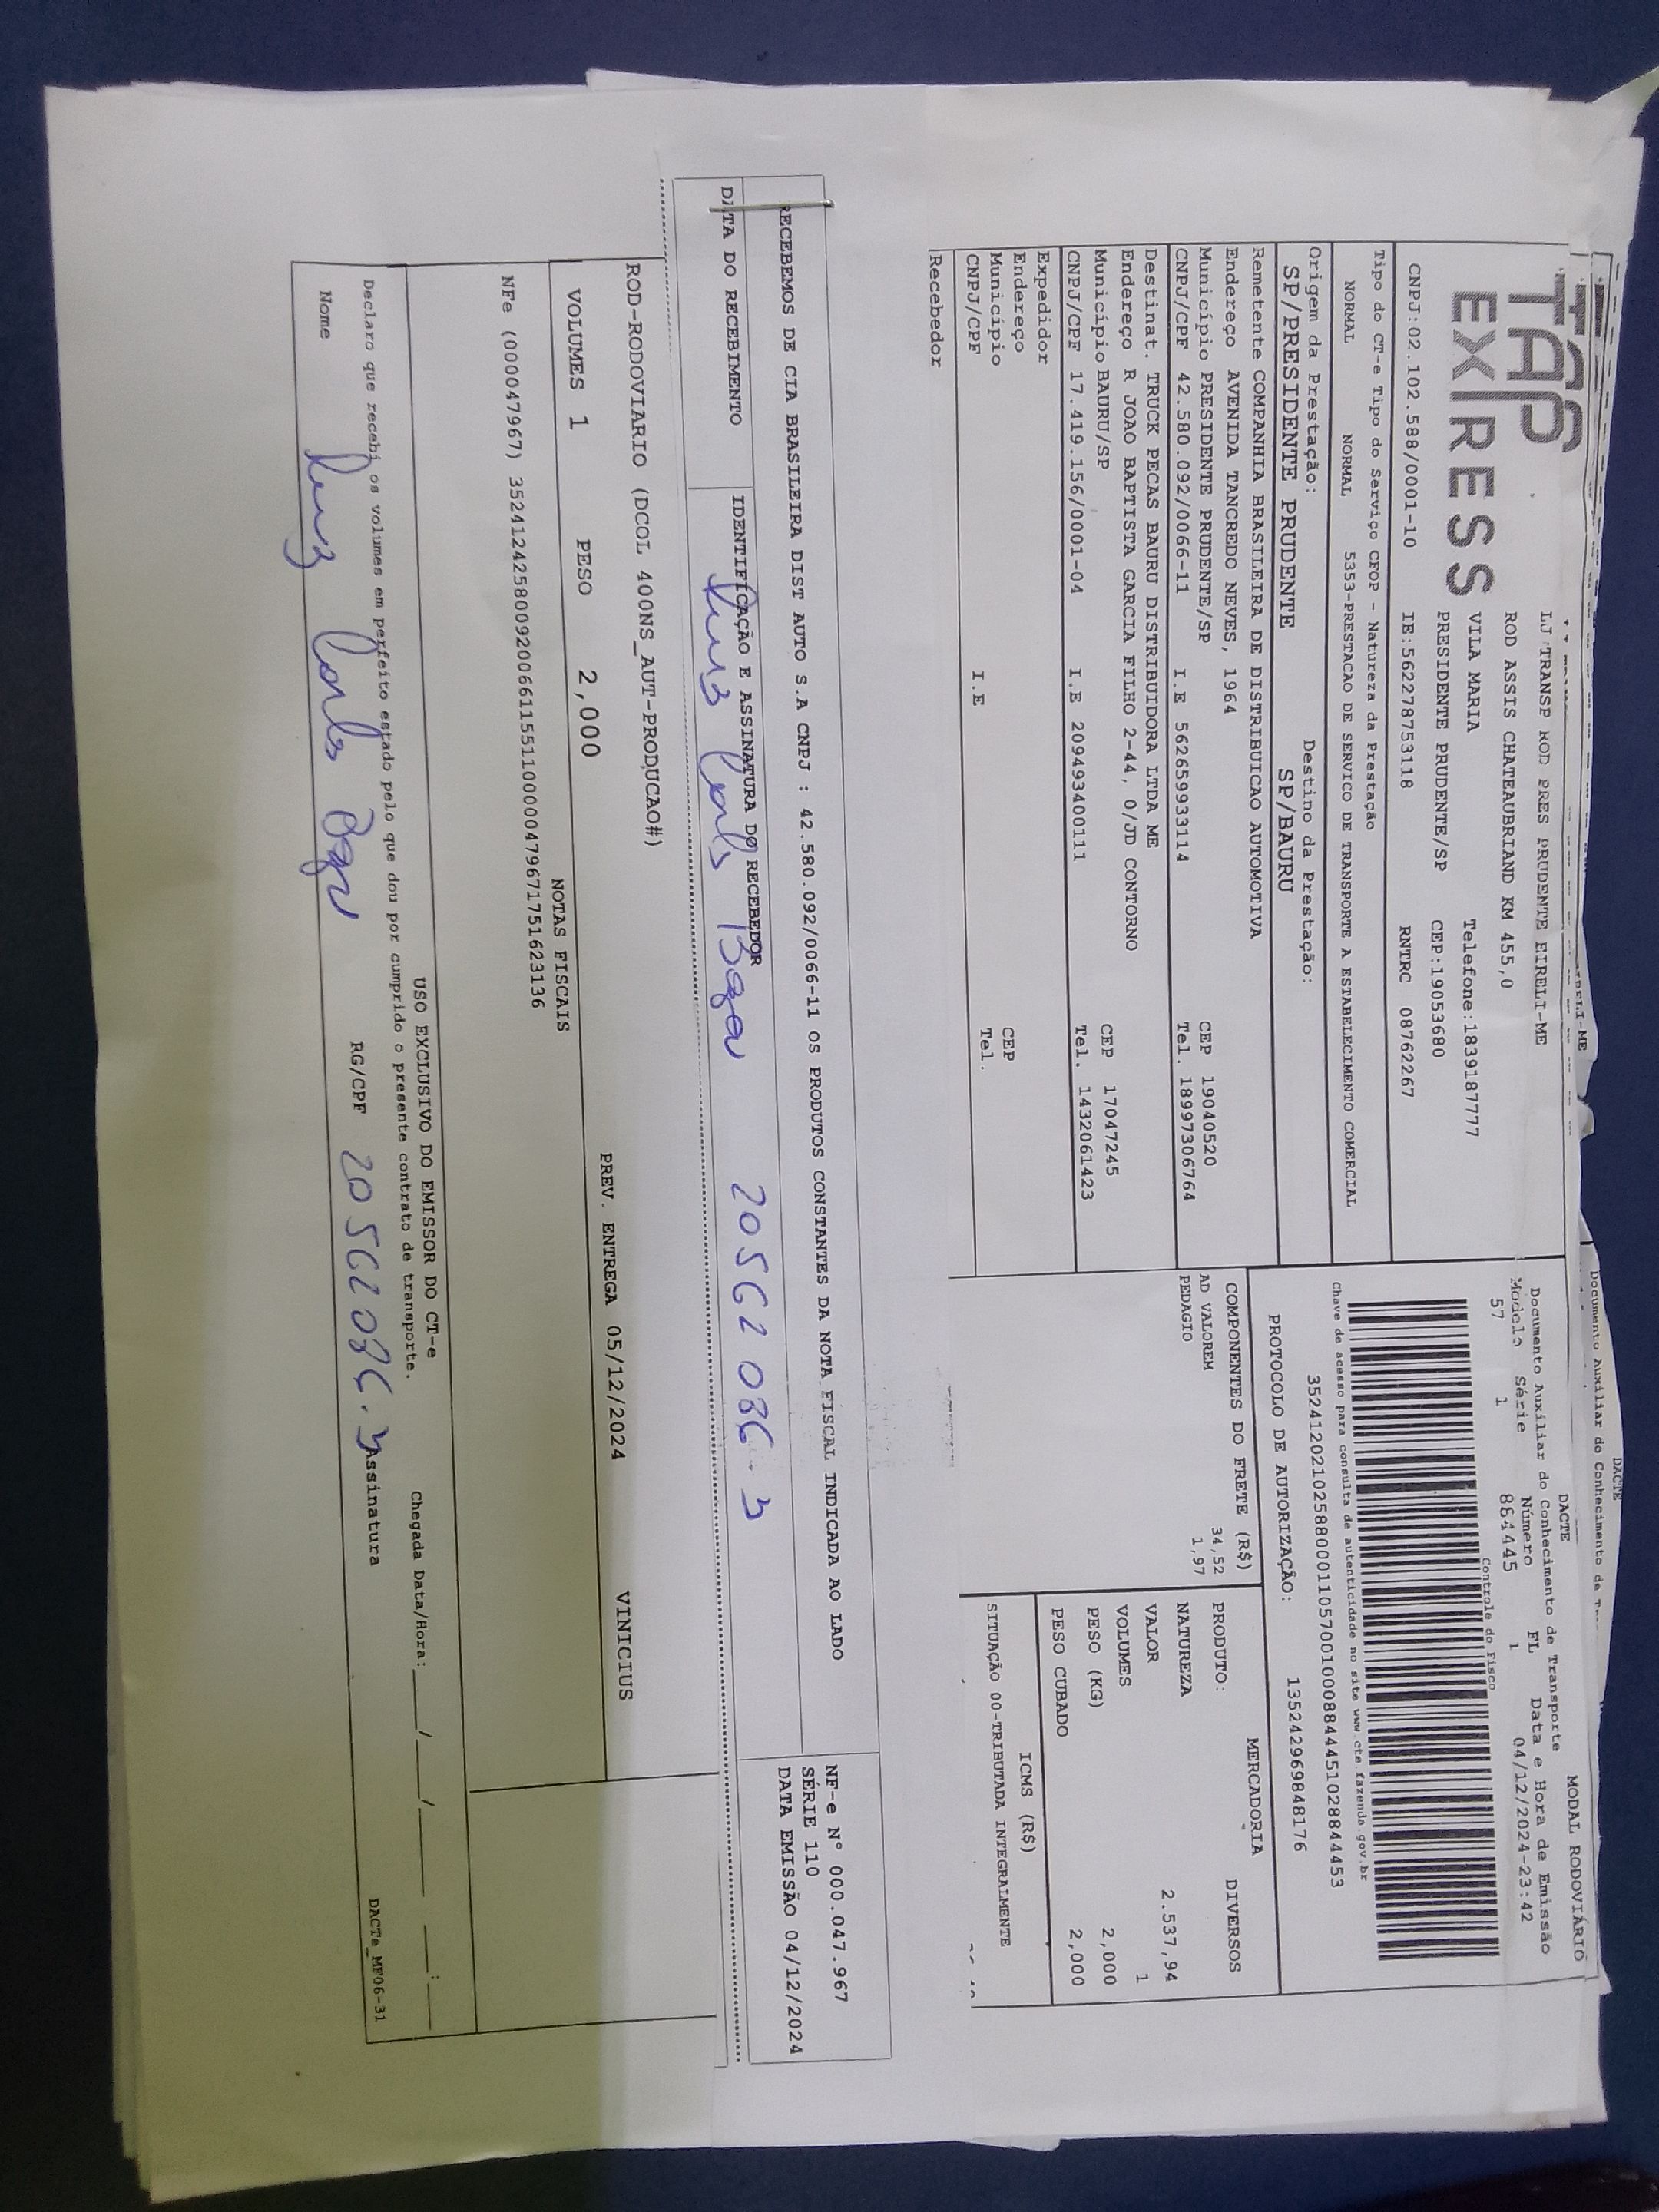 TAP
EXPRESS
LJ TRANSP ROD PRES PRUDENTE EIRELI-ME
ROD ASSIS CHATEAUBRIAND KM 455,0
VILA MARIA Telefone:1839187777
PRESIDENTE PRUDENTE/SP CEP:19053680
CNPJ:02.102.588/0001-10 IE:562278753118 RNTRC 08762267
Tipo do CT-e Tipo do Serviço CFOP - Natureza da Prestação
NORMAL NORMAL 5353-PRESTACAO DE SERVICO DE TRANSPORTE A ESTABELECIMENTO COMERCIAL
Origem da Prestação: Destino da Prestação:
SP/PRESIDENTE PRUDENTE SP/BAURU
Remetente COMPANHIA BRASILEIRA DE DISTRIBUICAO AUTOMOTIVA
Endereço AVENIDA TANCREDO NEVES, 1964
Município PRESIDENTE PRUDENTE/SP CEP 19040520
CNPJ/CPF 42.580.092/0066-11 I.E 562659933114 Tel. 18997306764
Destinat. TRUCK PECAS BAURU DISTRIBUIDORA LTDA ME
Endereço R JOAO BAPTISTA GARCIA FILHO 2-44, 0/JD CONTORNO
Município BAURU/SP CEP 17047245
CNPJ/CPF 17.419.156/0001-04 I.E 209493400111 Tel. 1432061423
Expedidor
Endereço
Município CEP
CNPJ/CPF I.E Tel.
Recebedor
DACTE MODAL RODOVIÁRIO
Documento Auxiliar do Conhecimento de Transporte
Modelo Série Número FL Data e Hora de Emissão
57 1 884445 1 04/12/2024-23:42
Controle do Fisco
Chave de acesso para consulta de autenticidade no site www.cte.fazenda.gov.br
35241202102588000110570010008844451028844453
PROTOCOLO DE AUTORIZAÇÃO: 135242969848176
COMPONENTES DO FRETE (R$)
AD VALOREM 34,52
PEDAGIO 1,97
MERCADORIA
PRODUTO: DIVERSOS
NATUREZA
VALOR 2.537,94
VOLUMES 1
PESO (KG) 2,000
PESO CUBADO 2,000
ICMS (R$)
SITUAÇÃO 00-TRIBUTADA INTEGRALMENTE
RECEBEMOS DE CIA BRASILEIRA DIST AUTO S.A CNPJ : 42.580.092/0066-11 OS PRODUTOS CONSTANTES DA NOTA FISCAL INDICADA AO LADO
NF-e Nº 000.047.967
SÉRIE 110
DATA EMISSÃO 04/12/2024
DATA DO RECEBIMENTO IDENTIFICAÇÃO E ASSINATURA DO RECEBEDOR
ROD-RODOVIARIO (DCOL 400NS_AUT-PRODUCAO#)
VOLUMES 1 PESO 2,000 PREV. ENTREGA 05/12/2024 VINICIUS
NOTAS FISCAIS
NFe (000047967) 35241242580092006611551100000479671751623136
USO EXCLUSIVO DO EMISSOR DO CT-e
Declaro que recebi os volumes em perfeito estado pelo que dou por cumprido o presente contrato de transporte. Chegada Data/Hora:____/____/____ ___:___
Nome RG/CPF Assinatura
DACTe_MF06-31